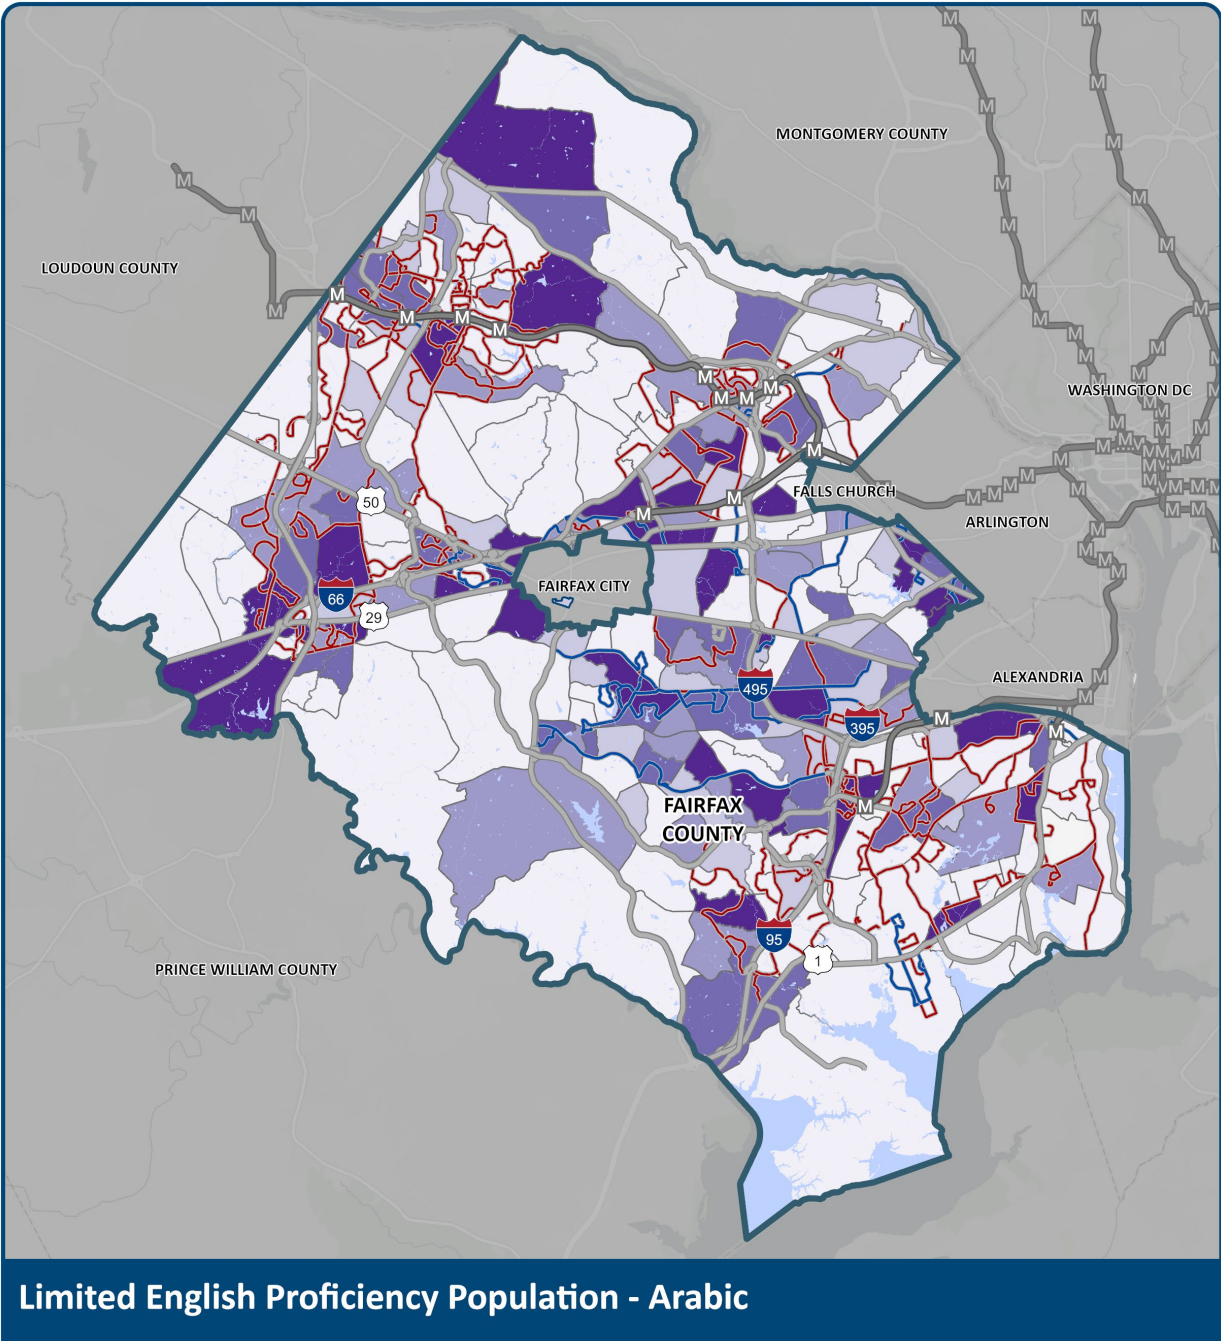 MONTGOMERY COUNTY
M
M
M
M
M
M
M
M
M
M
LOUDOUN COUNTY
M
M
M
M
M
M
M
M
M
M
M
M
M
M
WASHINGTON DC
M
M
M
M
M
M
M
M
M
M
M
50
FALLS CHURCH
M
M
M
M
M
M
M
ARLINGTON
M
M
M
M
FAIRFAX CITY
66
29
ALEXANDRIA
M
M
495
395
M
M
FAIRFAX
COUNTY
M
95
1
PRINCE WILLIAM COUNTY
Limited English Proficiency Population - Arabic